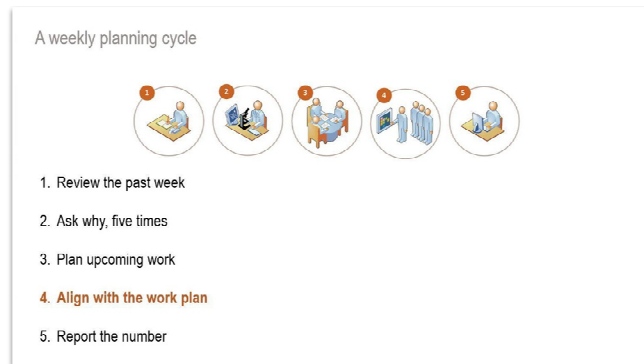 A weekly planning cycle
1 2 3 4 5
1. Review the past week
2. Ask why, five times
3. Plan upcoming work
4. Align with the work plan
5. Report the number